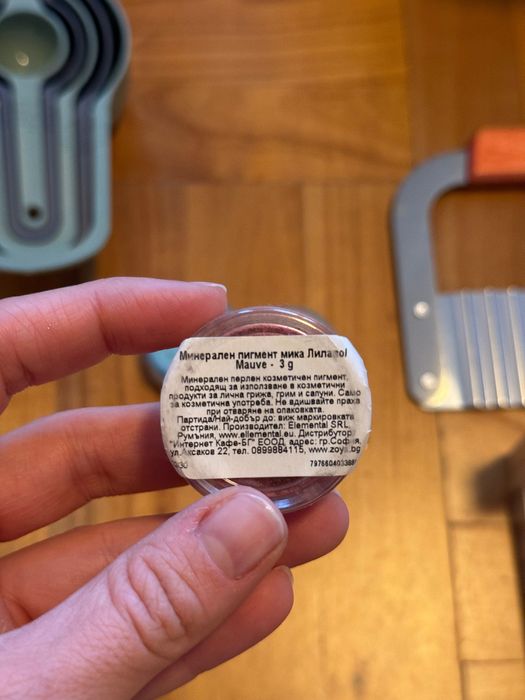 Минерален пигмент мика Лилаво/
Mauve - 3 g
Минерален перлен козметичен пигмент,
подходящ за използване в козметични
продукти за лична грижа, грим и сапуни. Само
за козметична употреба. Не вдишвайте праха
при отваряне на опаковката.
Партида/Най-добър до: виж маркировката
отстрани. Производител: Elemental SRL,
Румъния, www.ellemental.eu. Дистрибутор:
"Интернет Кафе-БГ" ЕООД, адрес: гр.София,
ул.Аксаков 22, тел. 0899884115, www.zoya.bg